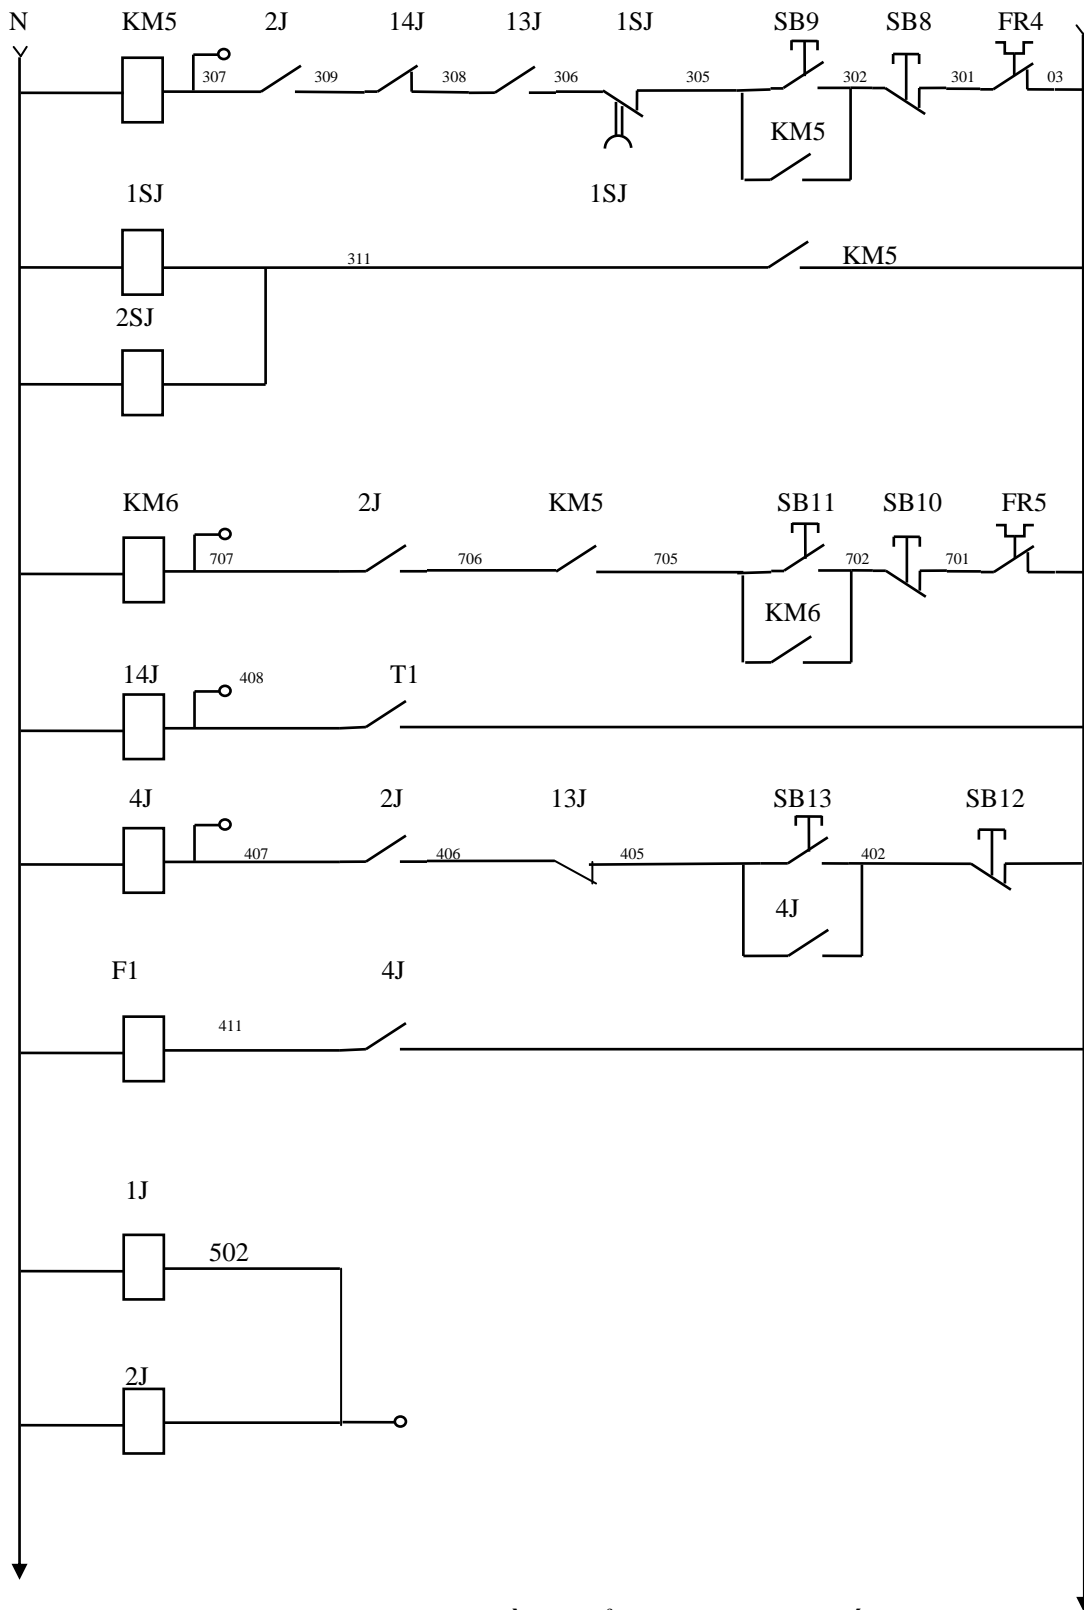 N KM5 2J 14J 13J 1SJ SB9 SB8 FR4
307 309 308 306 305 302 301 03
KM5
1SJ 1SJ
311 KM5
2SJ
KM6 2J KM5 SB11 SB10 FR5
707 706 705 702 701
KM6
14J 408 T1
4J 2J 13J SB13 SB12
407 406 405 402
4J
F1 4J
411
1J
502
2J